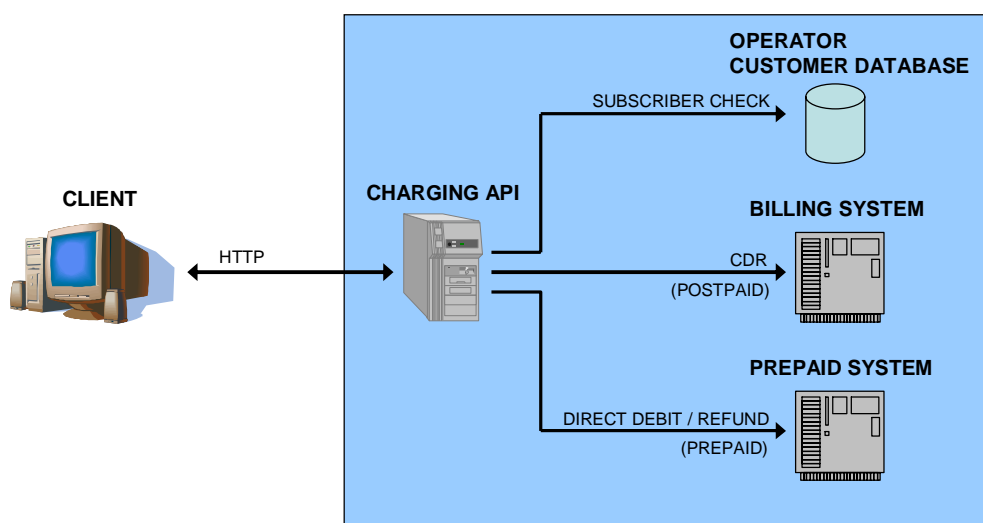 OPERATOR
CUSTOMER DATABASE
SUBSCRIBER CHECK
CLIENT
CHARGING API
BILLING SYSTEM
HTTP
CDR
(POSTPAID)
PREPAID SYSTEM
DIRECT DEBIT / REFUND
(PREPAID)